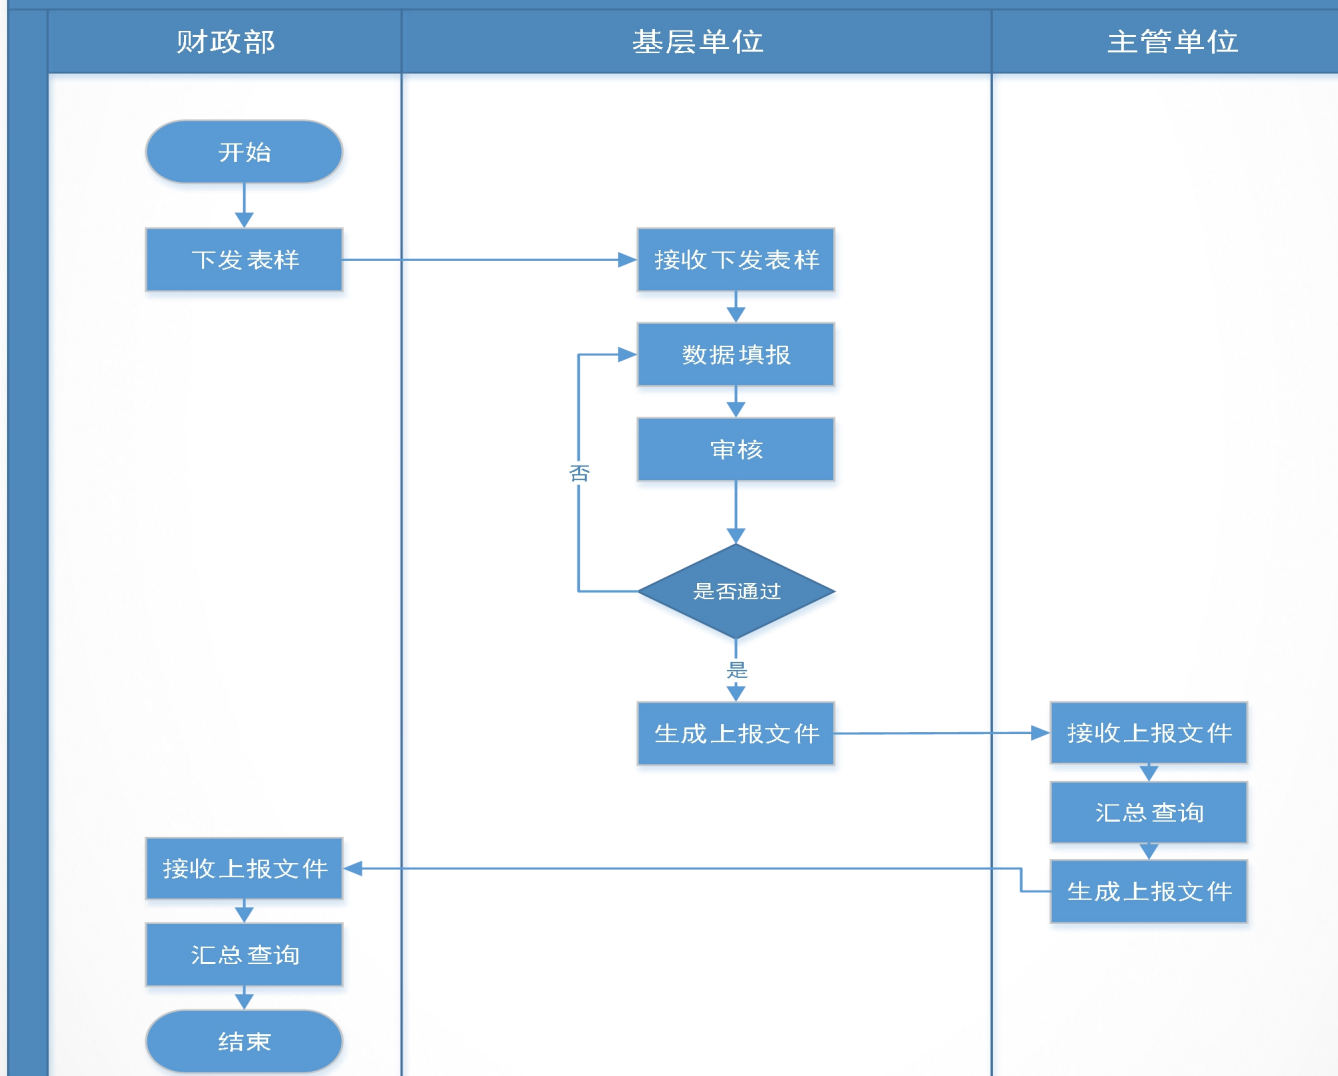 财政部
基层单位
主管单位
开始
下发表样
接收下发表样
数据填报
审核
否
是否通过
是
生成上报文件
接收上报文件
汇总查询
生成上报文件
接收上报文件
汇总查询
结束